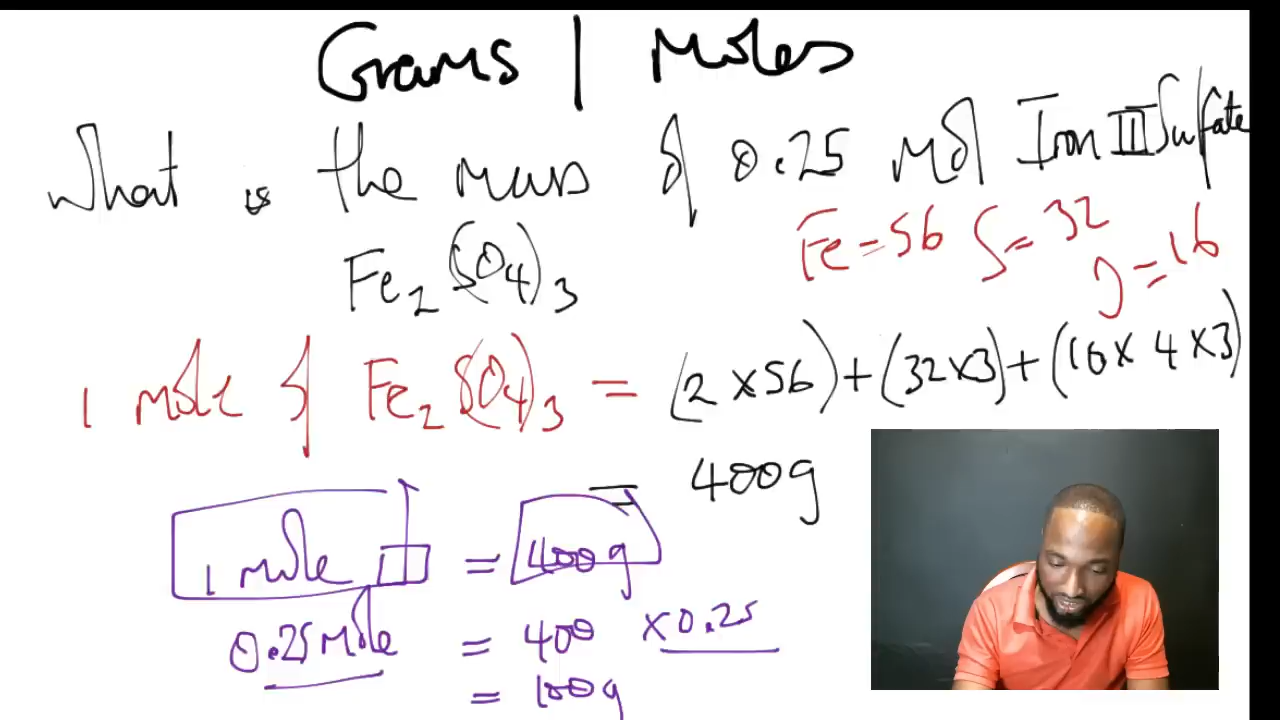 Grams | Moles
What is the mass of 0.25 mol Iron III Sulfate
Fe = 56 S = 32
O = 16
Fe₂(SO₄)₃
1 mole of Fe₂(SO₄)₃ = (2 x 56) + (32 x 3) + (16 x 4 x 3)
= 400g
1 mole = 400g
0.25 mole = 400 x 0.25
= 100g